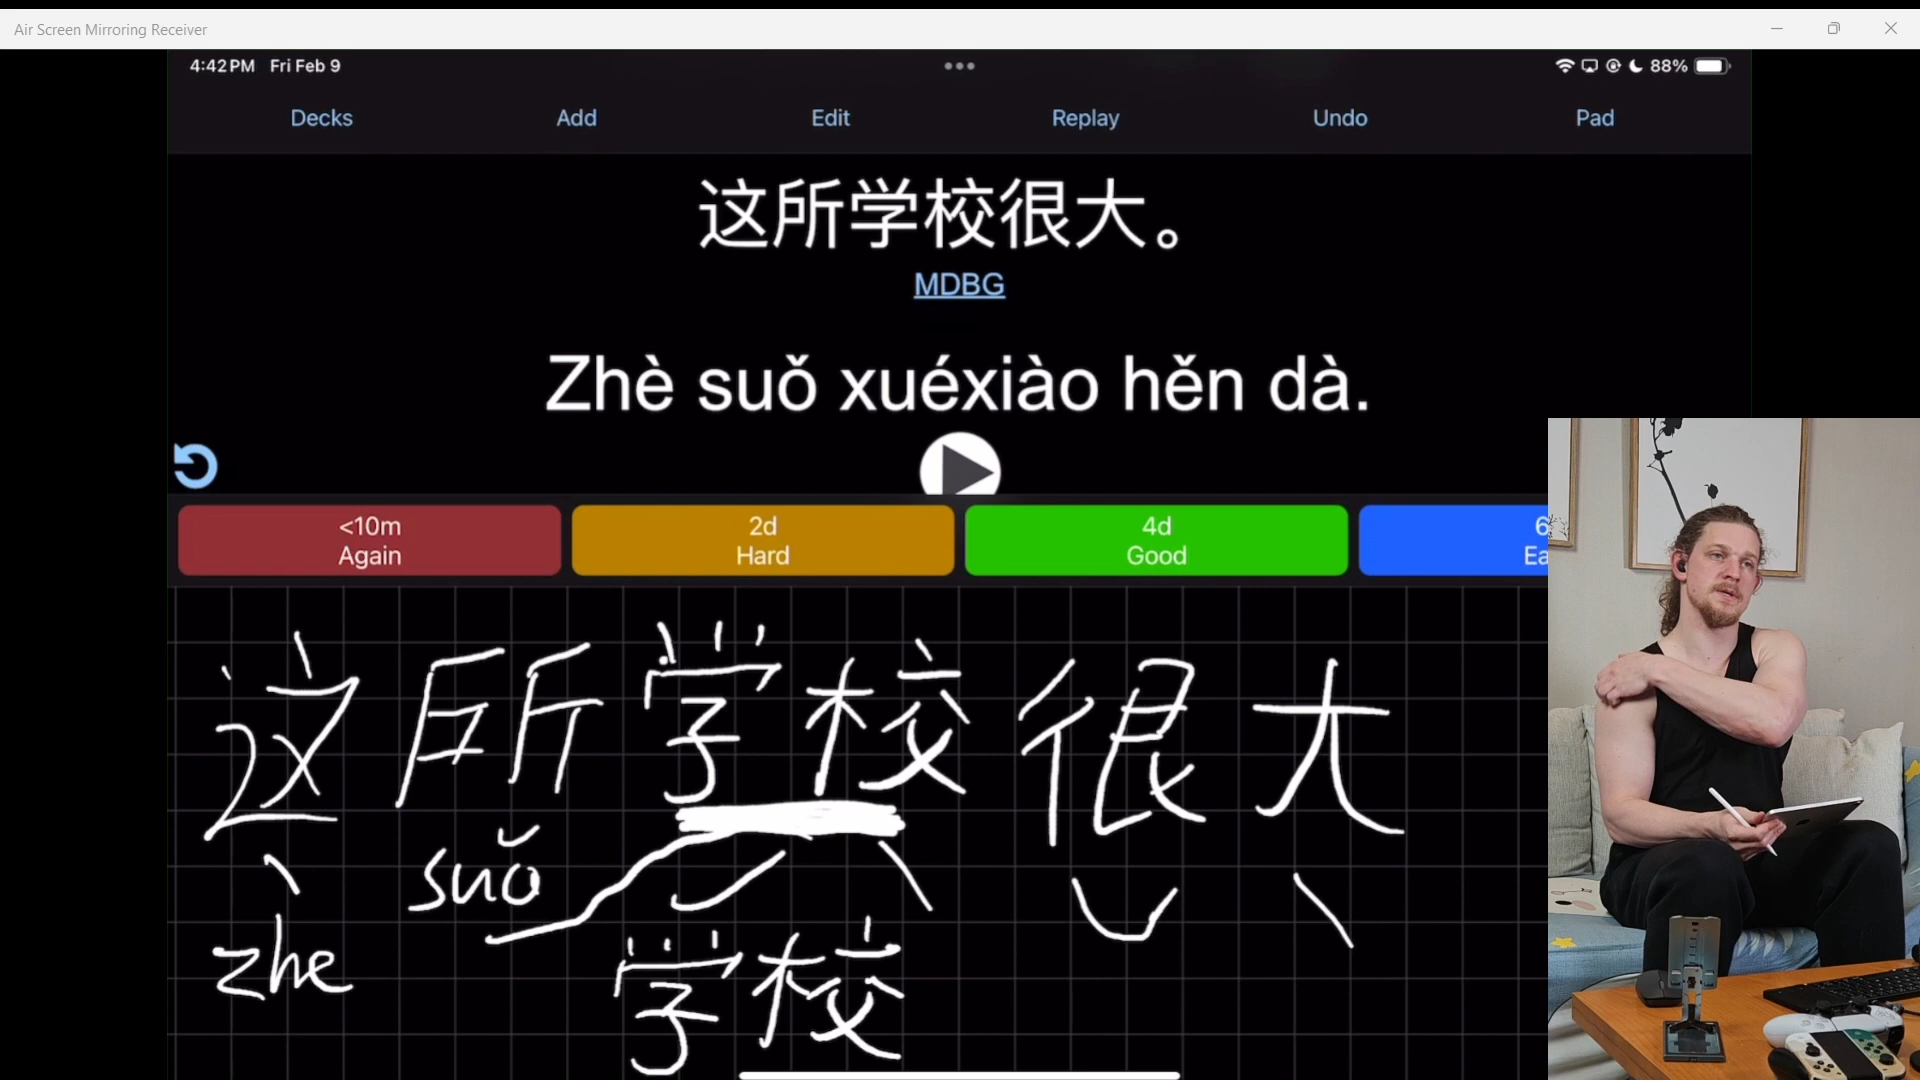 Air Screen Mirroring Receiver
4:42 PM Fri Feb 9
88%
Decks Add Edit Replay Undo Pad
这所学校很大。
MDBG
Zhè suǒ xuéxiào hěn dà.
<10m
Again
2d
Hard
4d
Good
6
Ea
这所学校很大
suǒ
zhe
学校